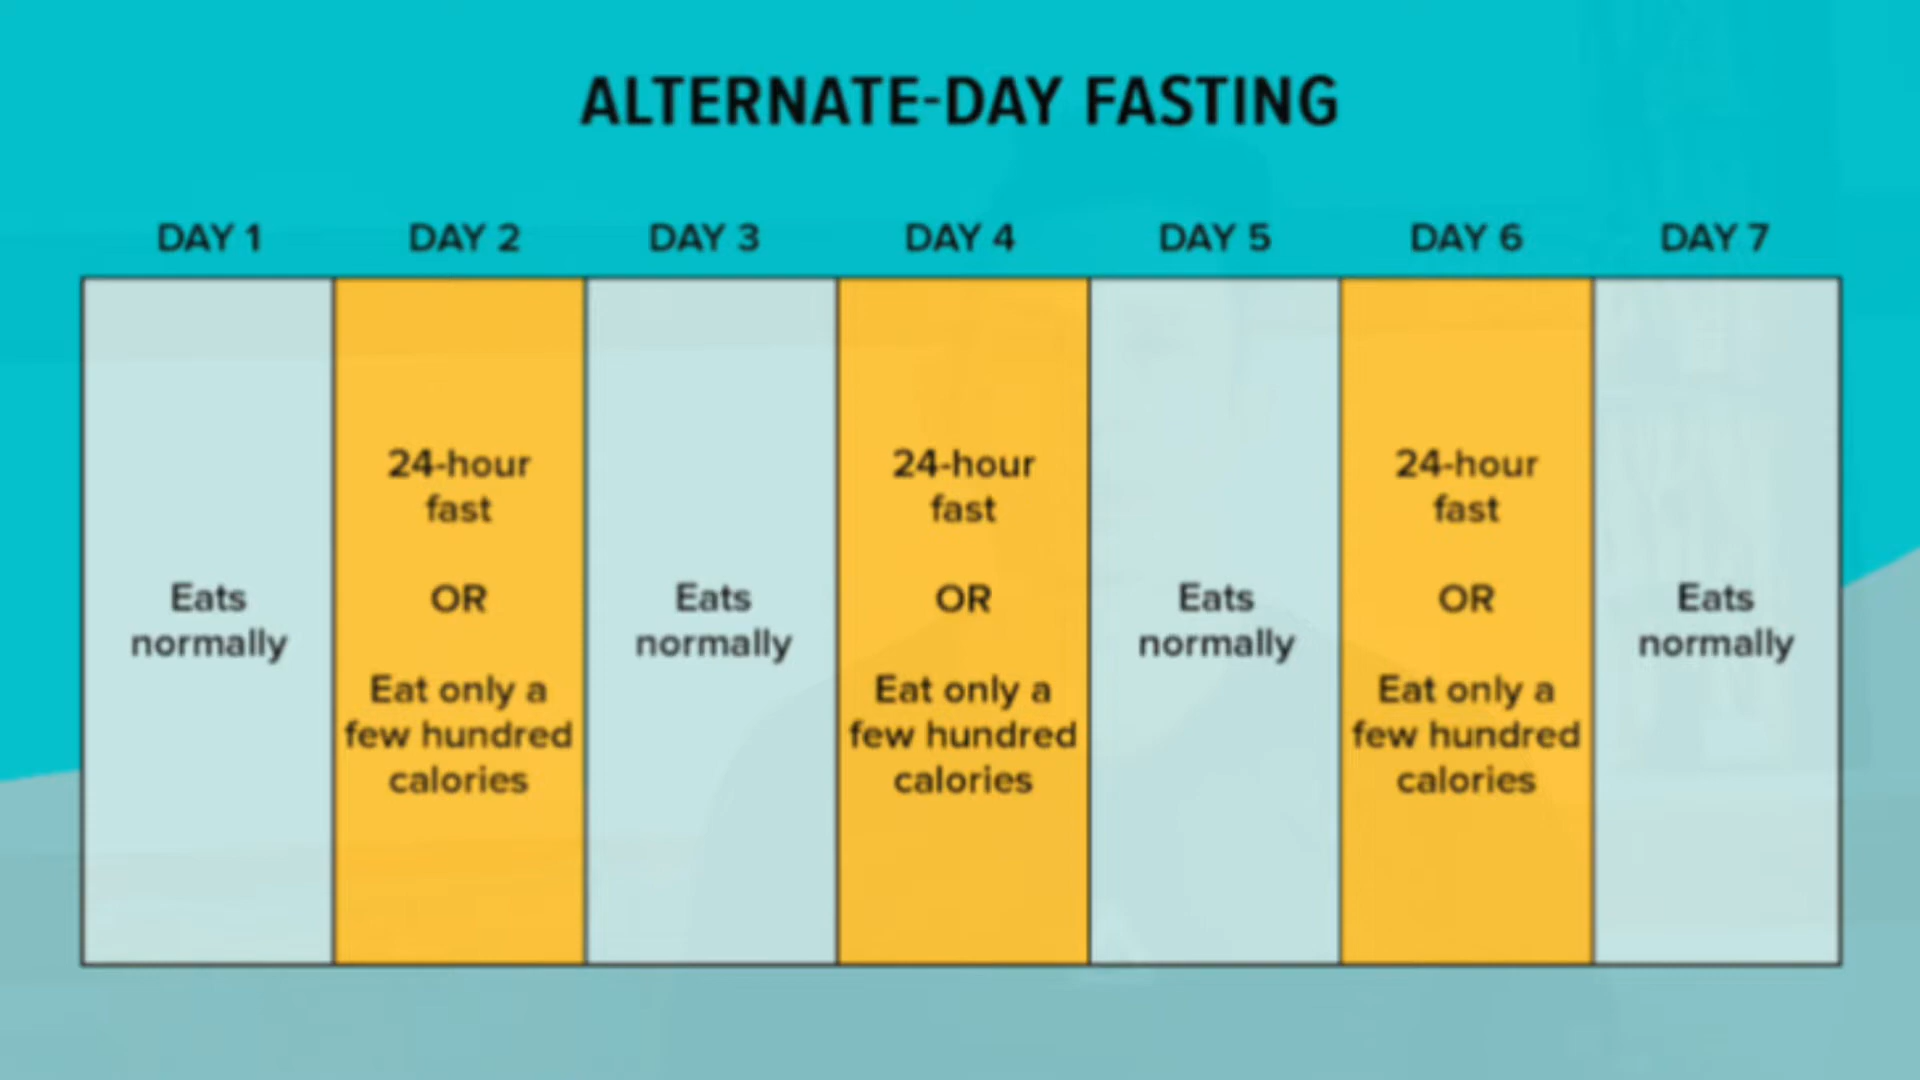 ALTERNATE-DAY FASTING
DAY 1
DAY 2
DAY 3
DAY 4
DAY 5
DAY 6
DAY 7
Eats
normally
24-hour
fast
OR
Eat only a
few hundred
calories
Eats
normally
24-hour
fast
OR
Eat only a
few hundred
calories
Eats
normally
24-hour
fast
OR
Eat only a
few hundred
calories
Eats
normally